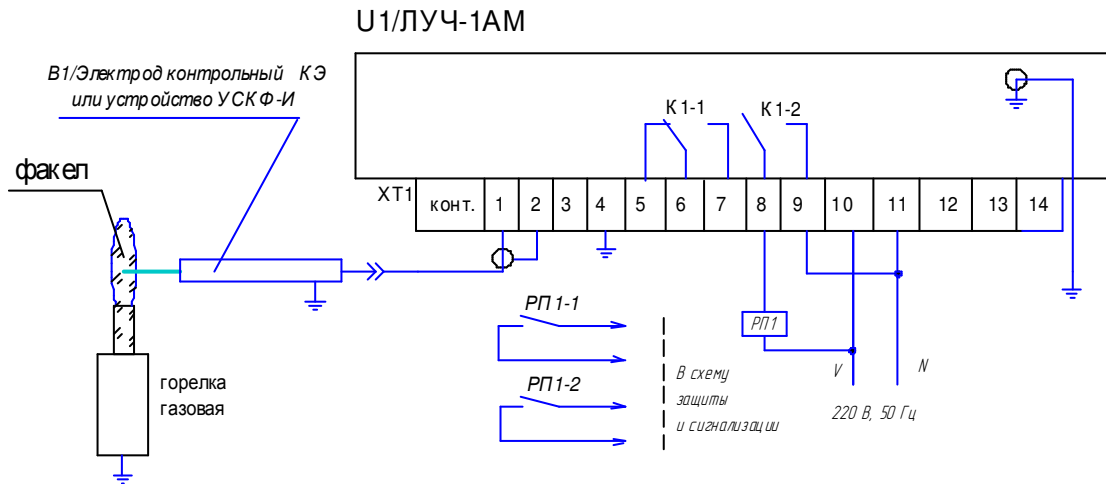 U1/ЛУЧ-1АМ
В1/Электрод контрольный КЭ
или устройство УСКФ-И
факел
К1-1
К1-2
XT1
конт.
1
2
3
4
5
6
7
8
9
10
11
12
13
14
РП1-1
РП1
РП1-2
В схему
защиты
и сигнализации
V
N
220 В, 50 Гц
горелка
газовая